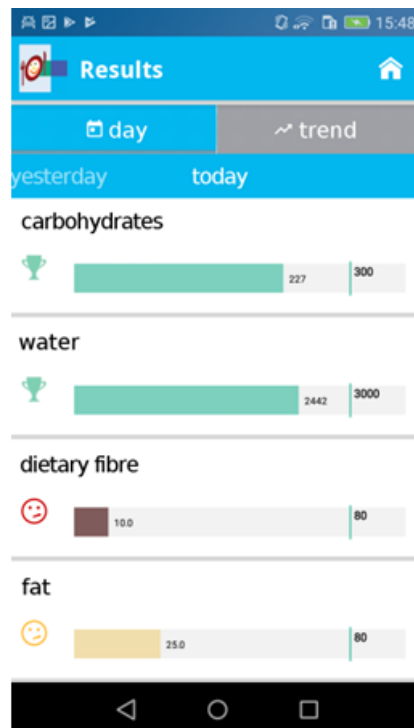 15:48
Results
day
trend
yesterday
today
carbohydrates
227
300
water
2442
3000
dietary fibre
10.0
80
fat
25.0
80